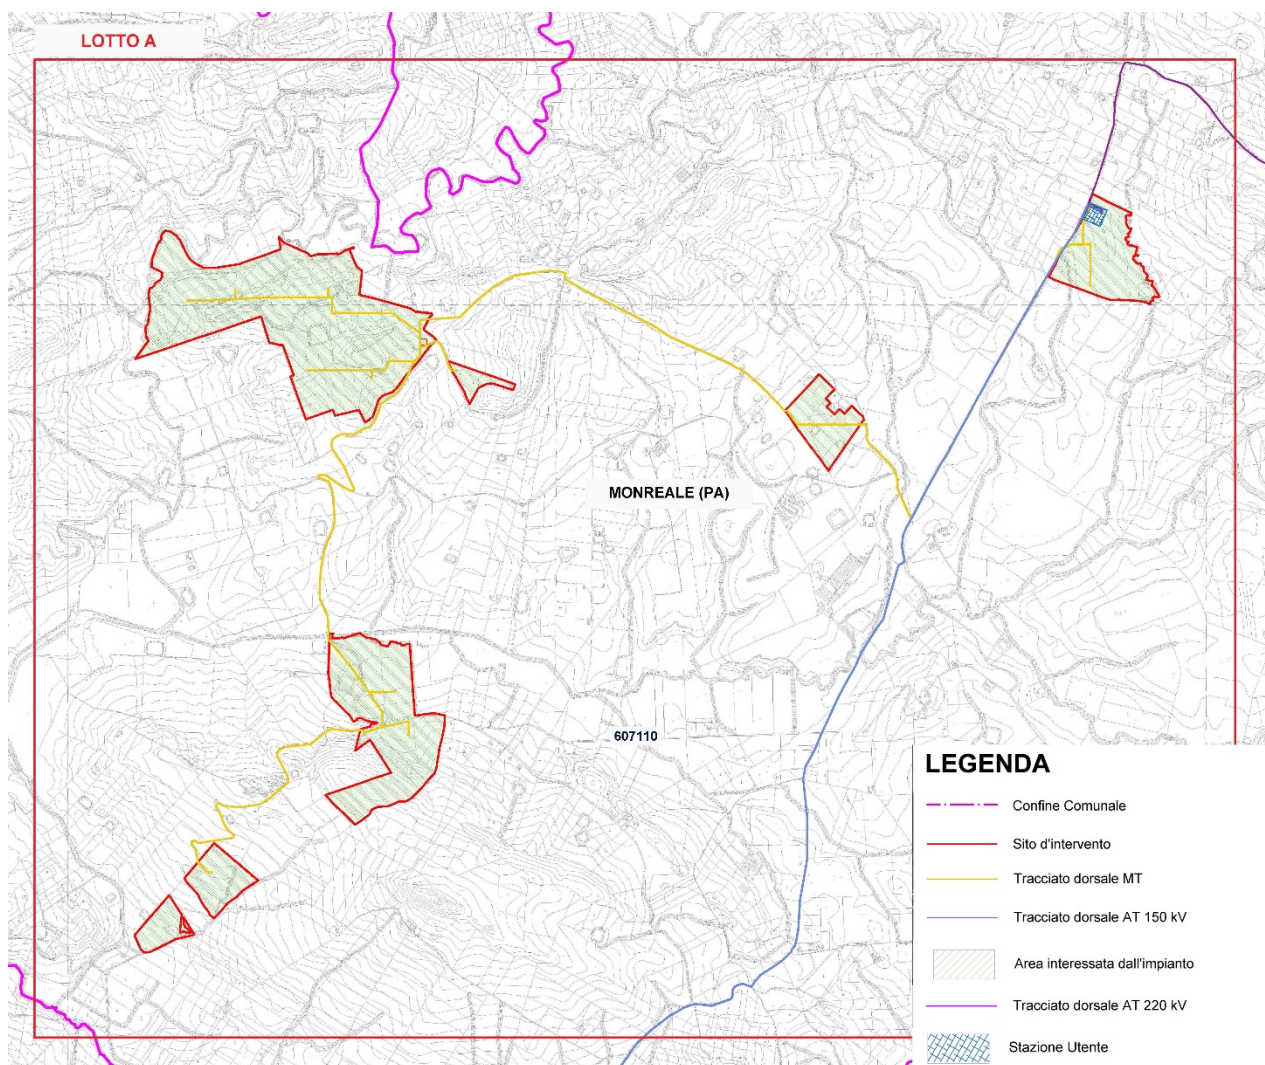 LOTTO A
MONREALE (PA)
607110
LEGENDA
Confine Comunale
Sito d'intervento
Tracciato dorsale MT
Tracciato dorsale AT 150 kV
Area interessata dall'impianto
Tracciato dorsale AT 220 kV
Stazione Utente